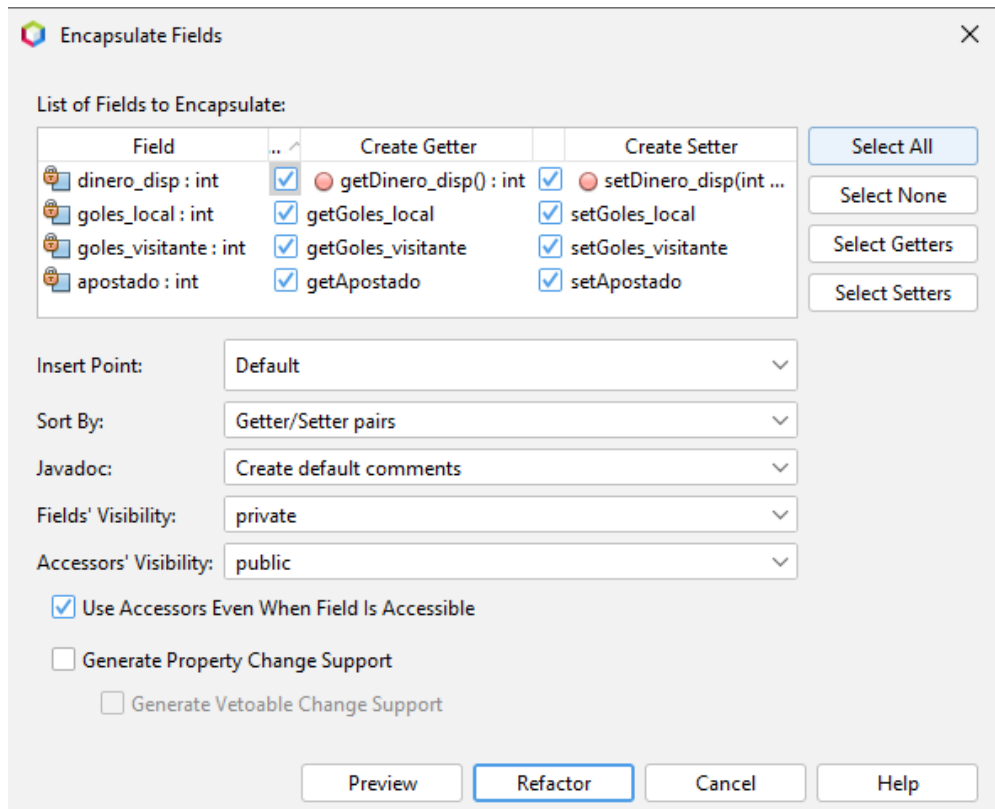 Encapsulate Fields
List of Fields to Encapsulate:
Field .. Create Getter Create Setter
dinero_disp : int getDinero_disp() : int setDinero_disp(int ...
goles_local : int getGoles_local setGoles_local
goles_visitante : int getGoles_visitante setGoles_visitante
apostado : int getApostado setApostado
Select All
Select None
Select Getters
Select Setters
Insert Point: Default
Sort By: Getter/Setter pairs
Javadoc: Create default comments
Fields' Visibility: private
Accessors' Visibility: public
Use Accessors Even When Field Is Accessible
Generate Property Change Support
Generate Vetoable Change Support
Preview Refactor Cancel Help